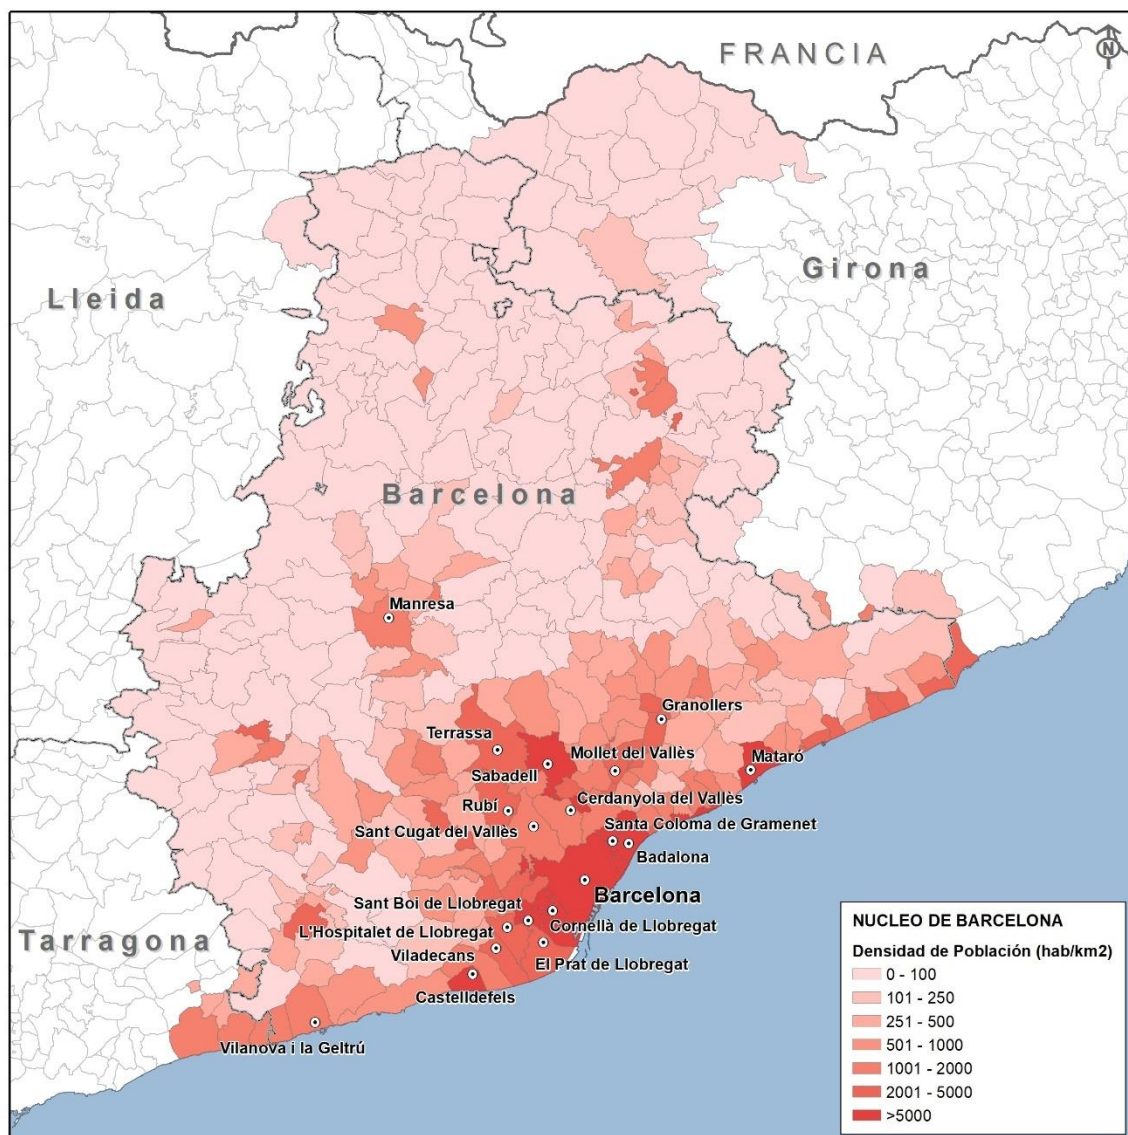 FRANCIA
N
Girona
Lleida
Barcelona
Manresa
Granollers
Terrassa
Mollet del Vallès
Mataró
Sabadell
Rubí
Cerdanyola del Vallès
Sant Cugat del Vallès
Santa Coloma de Gramenet
Badalona
Barcelona
Sant Boi de Llobregat
L'Hospitalet de Llobregat
Cornellà de Llobregat
Tarragona
Viladecans
El Prat de Llobregat
Castelldefels
Vilanova i la Geltrú
NUCLEO DE BARCELONA
Densidad de Población (hab/km2)
0 - 100
101 - 250
251 - 500
501 - 1000
1001 - 2000
2001 - 5000
>5000